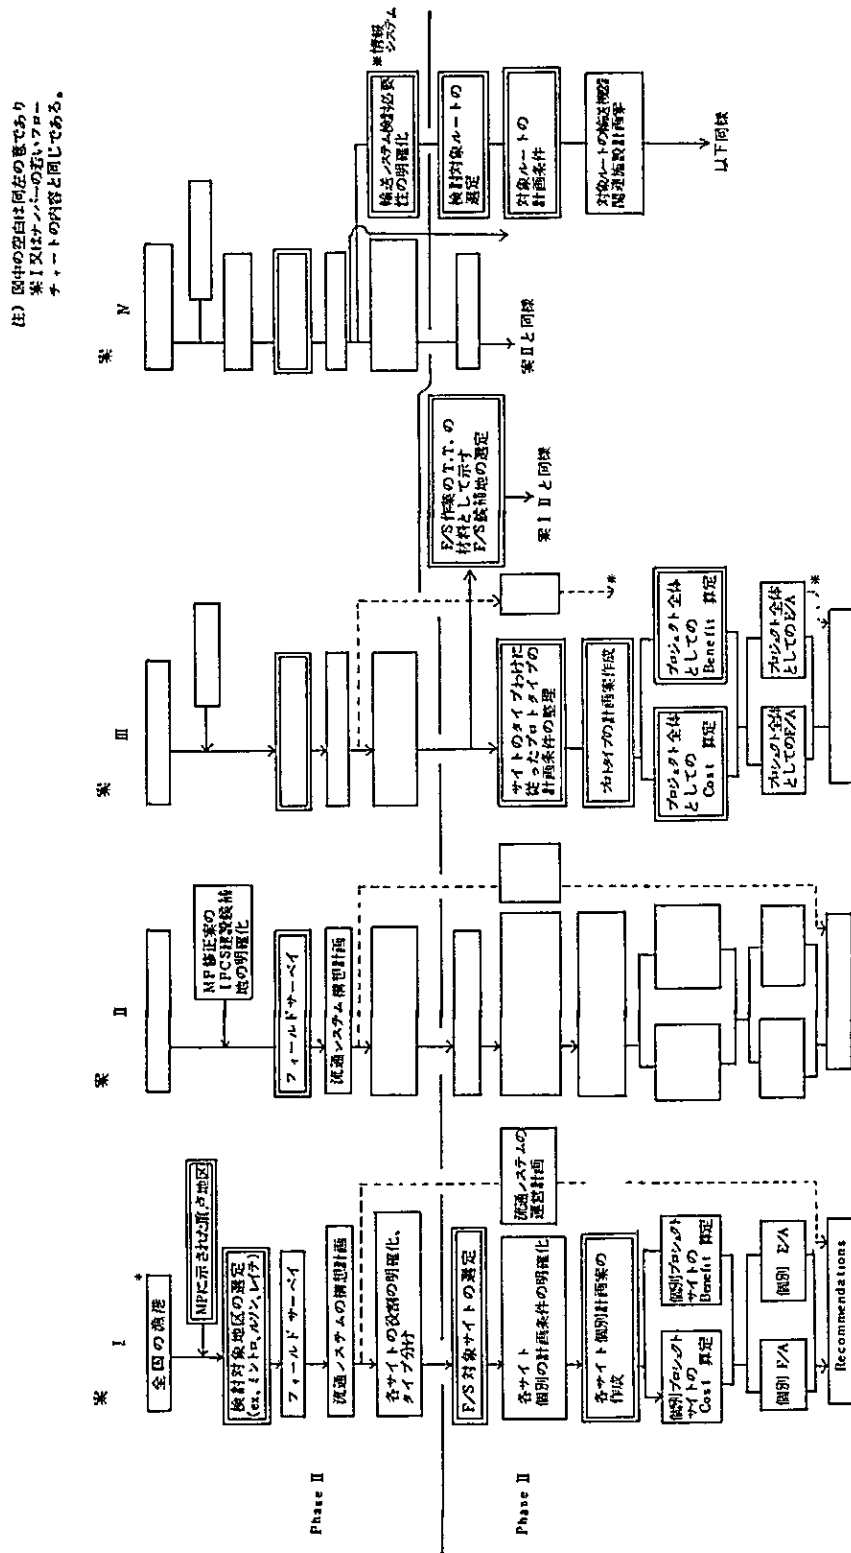 注) 図中の空白は同左の意であり
案I又はナンバーの若いフロー
チャートの内容と同じである。
案 I
全国の漁港
*
MPに示された重点地区
検討対象地区の選定
(ex, ミンドロ, ルソン, レイテ)
フィールド サーベイ
流通システムの構想計画
各サイトの役割の明確化、
タイプ分け
Phase II
F/S 対象サイトの選定
各サイト
個別の計画条件の明確化
各サイト個別計画案の
作成
流通システムの
運営計画
個別プロジェクト
サイトの
Cost 算定
個別プロジェクト
サイトの
Benefit 算定
個別 F/A
個別 E/A
Recommendations
Phase II
案 II
MP修正案の
IPCS建設候補
地の明確化
フィールドサーベイ
流通システム構想計画
案 III
F/S作業のT.T.の
材料として示す
F/S候補地の選定
案 I II と同様
サイトのタイプわけに
従ったプロトタイプの
計画条件の整理
プロトタイプの計画案作成
プロジェクト全体
としての
Cost 算定
プロジェクト全体
としての
Benefit 算定
プロジェクト全体
としてのF/A
プロジェクト全体
としてのE/A
*
*
案 IV
案 II と同様
*情報
システム
輸送システム検討必要
性の明確化
検討対象ルートの
選定
対象ルートの
計画条件
対象ルートの輸送機器
関連施設計画案
以下同様